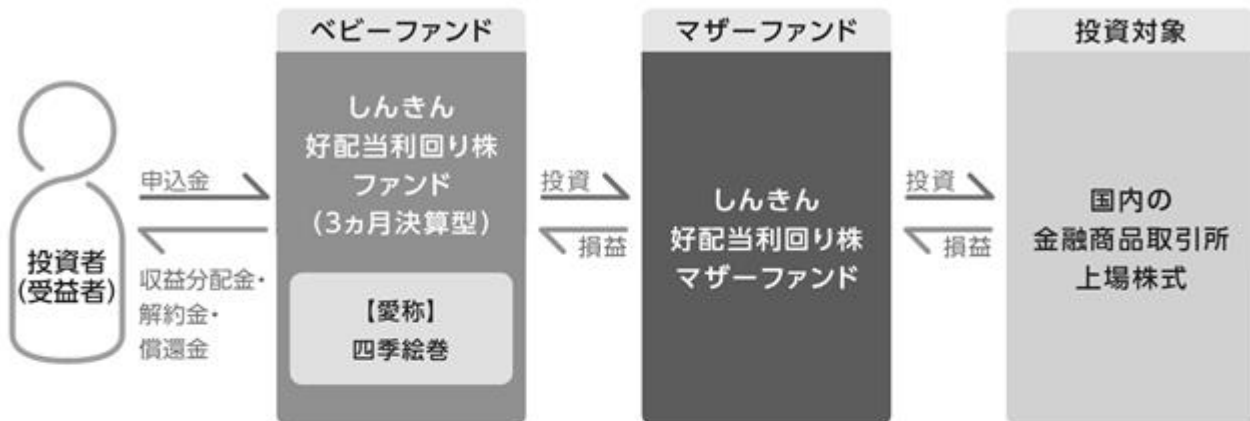 ベビーファンド
マザーファンド
投資対象
しんきん
好配当利回り株
ファンド
(3ヵ月決算型)
【愛称】
四季絵巻
しんきん
好配当利回り株
マザーファンド
国内の
金融商品取引所
上場株式
投資者
(受益者)
申込金
収益分配金・
解約金・
償還金
投資
損益
投資
損益